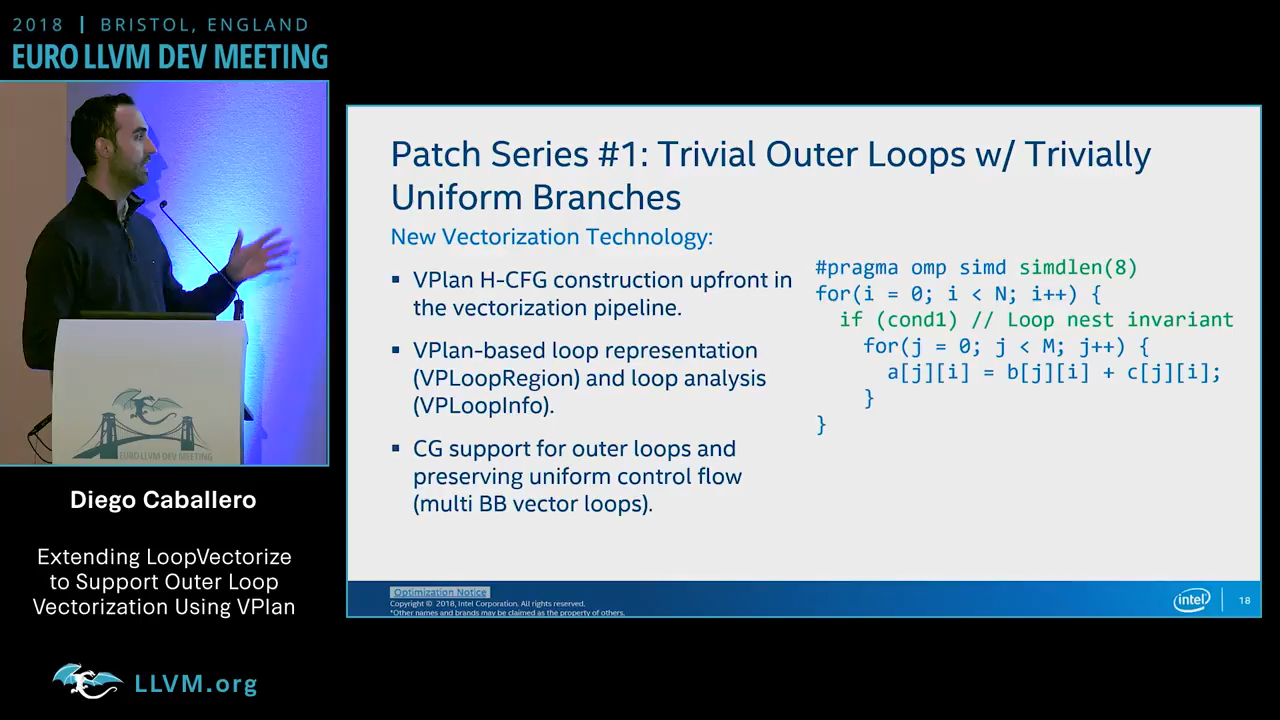 2018 | BRISTOL, ENGLAND
EURO LLVM DEV MEETING
EURO LLVM DEV MEETING
Diego Caballero
Extending LoopVectorize
to Support Outer Loop
Vectorization Using VPlan
LLVM.org
Patch Series #1: Trivial Outer Loops w/ Trivially
Uniform Branches
New Vectorization Technology:
▪ VPlan H-CFG construction upfront in
the vectorization pipeline.
▪ VPlan-based loop representation
(VPLoopRegion) and loop analysis
(VPLoopInfo).
▪ CG support for outer loops and
preserving uniform control flow
(multi BB vector loops).
#pragma omp simd simdlen(8)
for(i = 0; i < N; i++) {
if (cond1) // Loop nest invariant
for(j = 0; j < M; j++) {
a[j][i] = b[j][i] + c[j][i];
}
}
Optimization Notice
Copyright © 2018, Intel Corporation. All rights reserved.
*Other names and brands may be claimed as the property of others.
intel
18